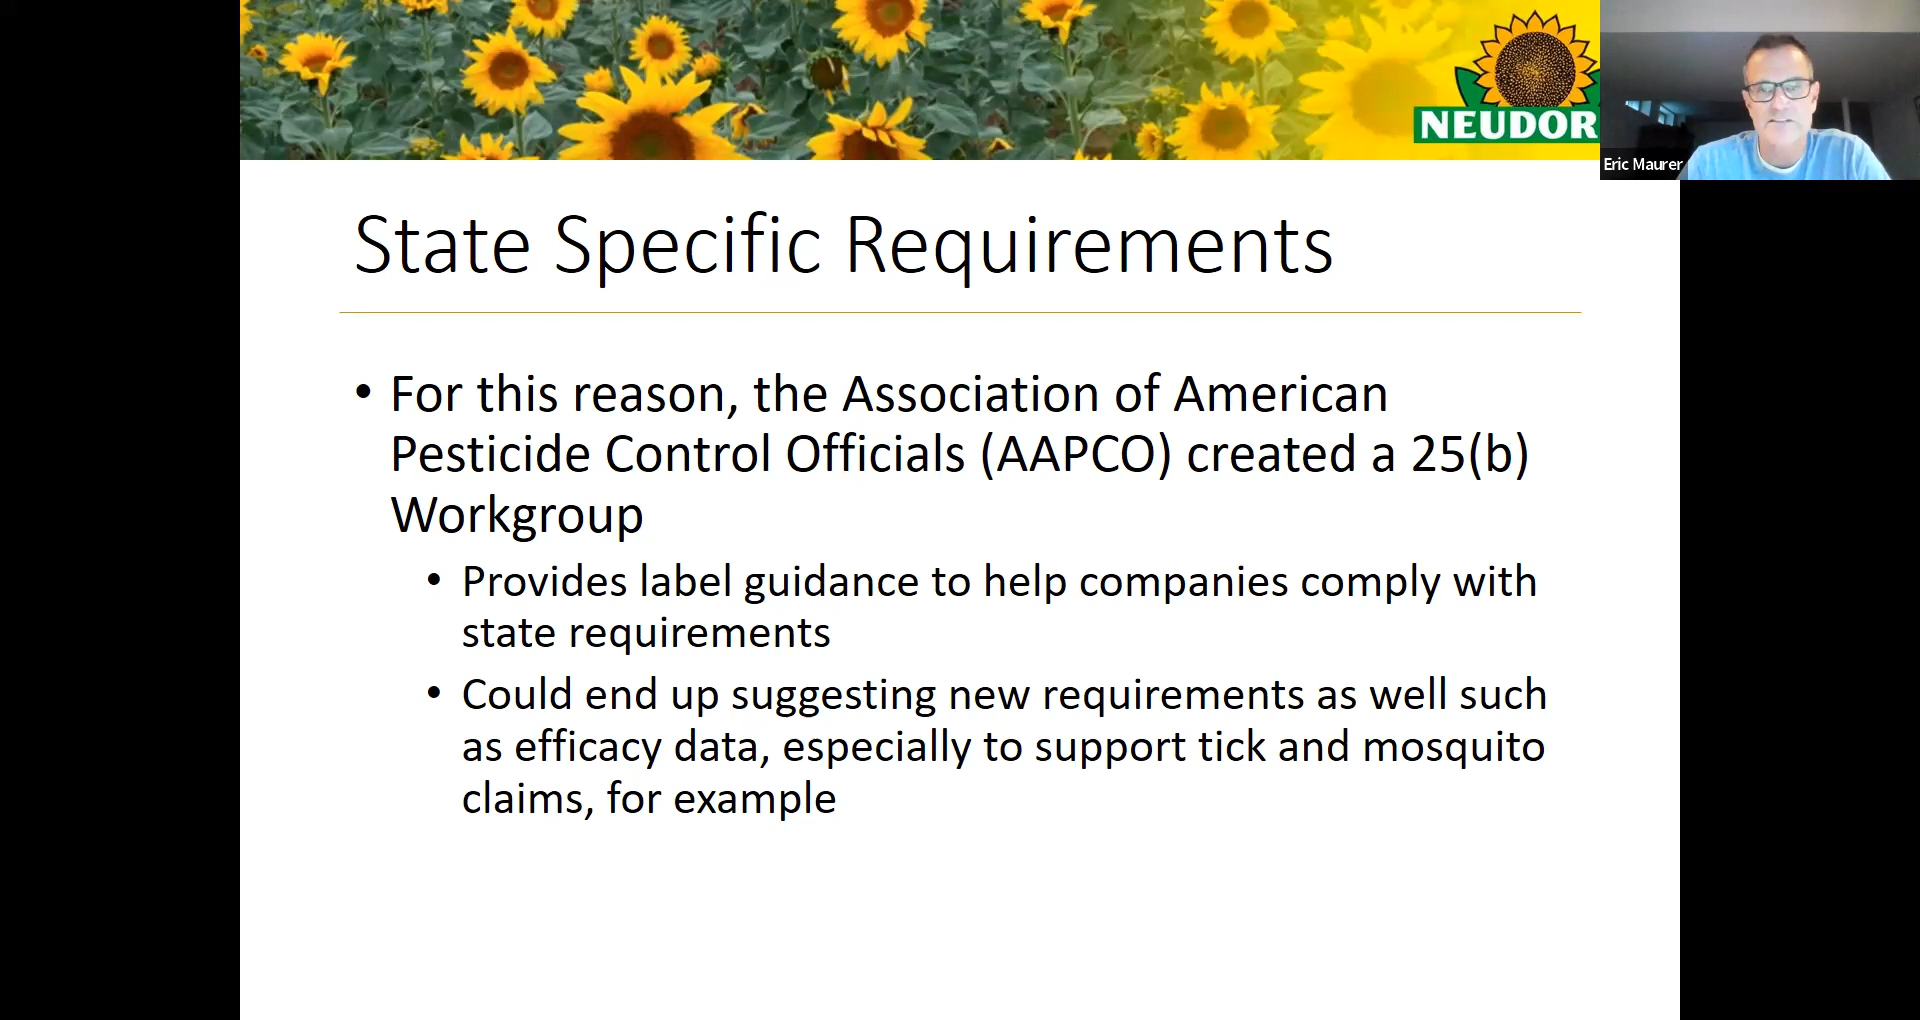 NEUDOR
Eric Maurer
State Specific Requirements
• For this reason, the Association of American
Pesticide Control Officials (AAPCO) created a 25(b)
Workgroup
• Provides label guidance to help companies comply with
state requirements
• Could end up suggesting new requirements as well such
as efficacy data, especially to support tick and mosquito
claims, for example